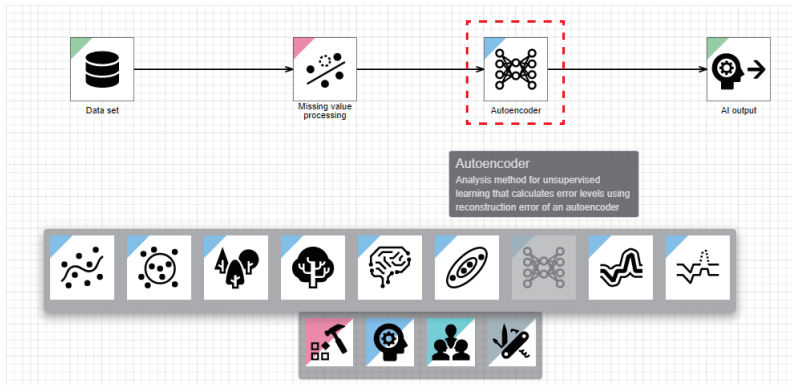 Data set
Missing value
processing
Autoencoder
AI output
Autoencoder
Analysis method for unsupervised
learning that calculates error levels using
reconstruction error of an autoencoder